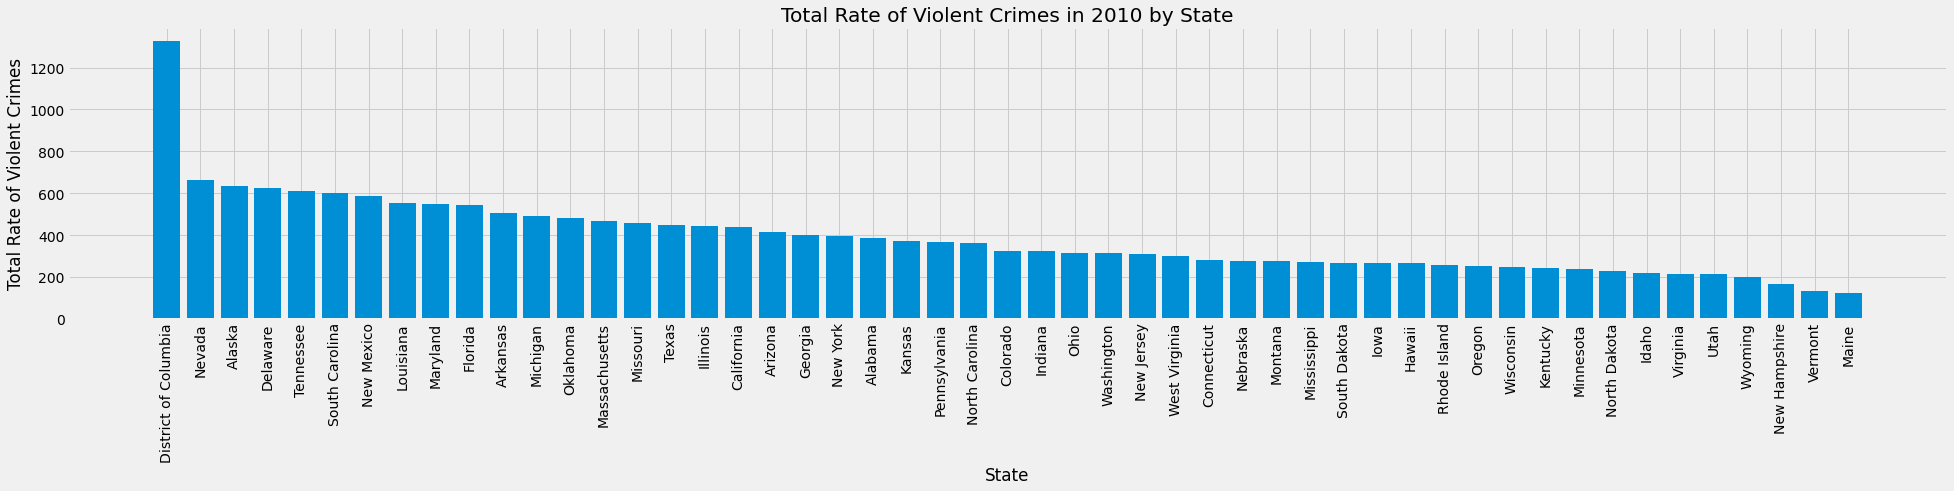 Total Rate of Violent Crimes in 2010 by State
Total Rate of Violent Crimes
1200
1000
800
600
400
200
0
District of Columbia
Nevada
Alaska
Delaware
Tennessee
South Carolina
New Mexico
Louisiana
Maryland
Florida
Arkansas
Michigan
Oklahoma
Massachusetts
Missouri
Texas
Illinois
California
Arizona
Georgia
New York
Alabama
Kansas
Pennsylvania
North Carolina
Colorado
Indiana
Ohio
Washington
New Jersey
West Virginia
Connecticut
Nebraska
Montana
Mississippi
South Dakota
Iowa
Hawaii
Rhode Island
Oregon
Wisconsin
Kentucky
Minnesota
North Dakota
Idaho
Virginia
Utah
Wyoming
New Hampshire
Vermont
Maine
State